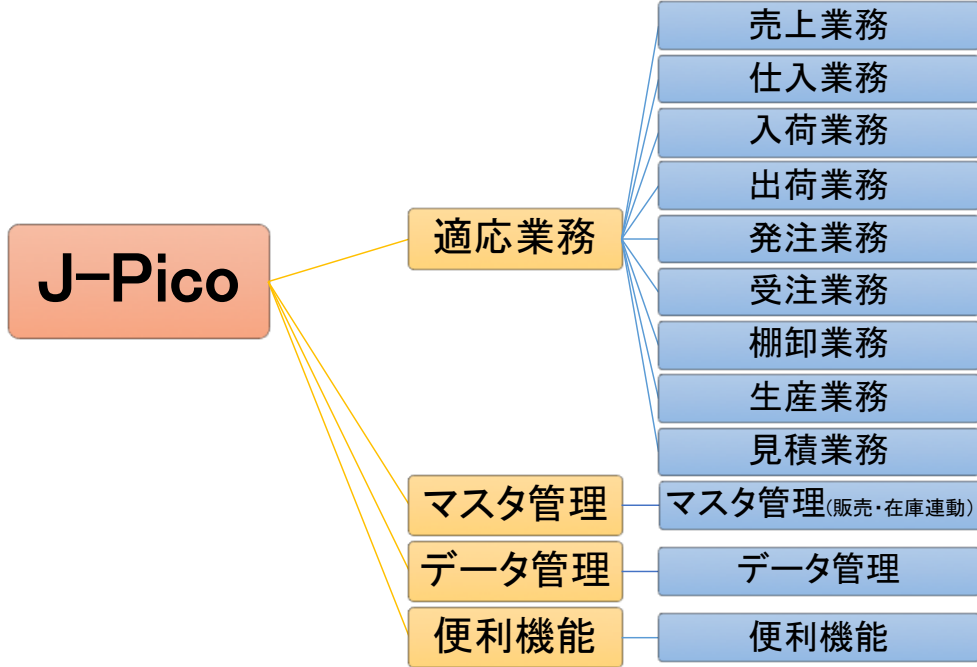 J-Pico
適応業務
売上業務
仕入業務
入荷業務
出荷業務
発注業務
受注業務
棚卸業務
生産業務
見積業務
マスタ管理
マスタ管理(販売・在庫連動)
データ管理
データ管理
便利機能
便利機能